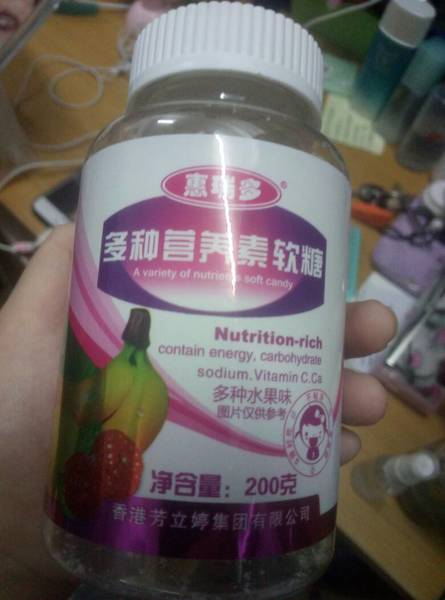 惠瑞多®
多种营养素软糖
A variety of nutrients soft candy
Nutrition-rich
contain energy, carbohydrate
sodium.Vitamin C.Ca
多种水果味
图片仅供参考
净含量：200克
香港芳立婷集团有限公司